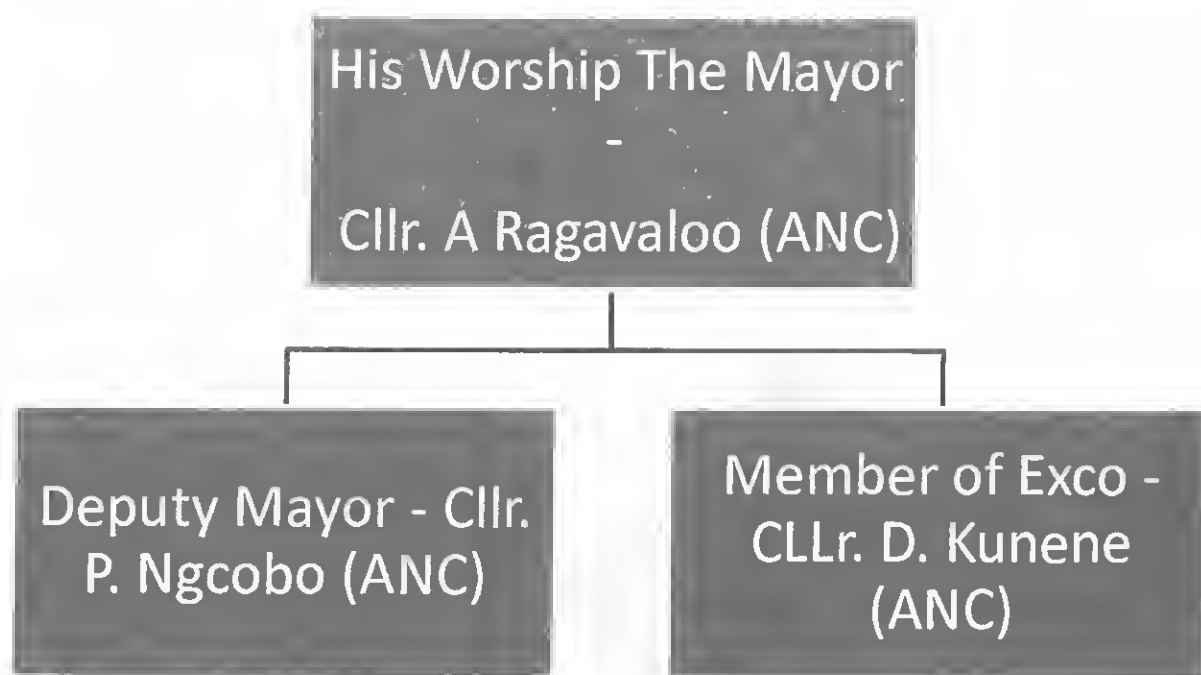 His Worship The Mayor
-
Cllr. A Ragavaloo (ANC)
Deputy Mayor - Cllr.
P. Ngcobo (ANC)
Member of Exco -
CLLr. D. Kunene
(ANC)